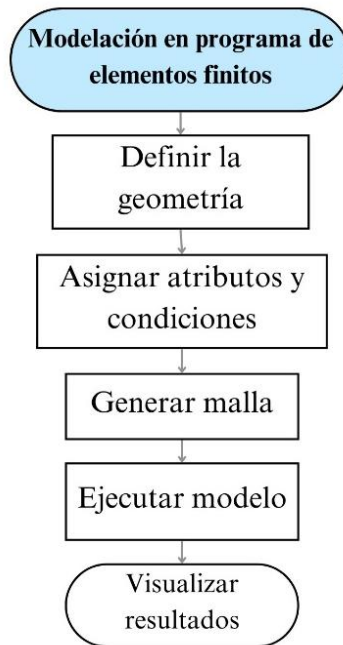 Modelación en programa de
elementos finitos
Definir la
geometría
Asignar atributos y
condiciones
Generar malla
Ejecutar modelo
Visualizar
resultados